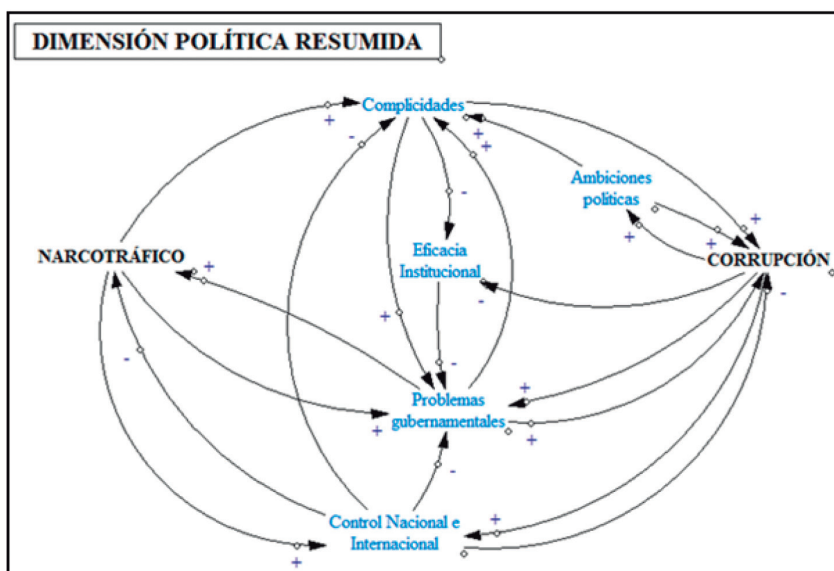 DIMENSIÓN POLÍTICA RESUMIDA
Complicidades
+
-
+
+
Ambiciones
políticas
-
+
+
+
NARCOTRÁFICO
+
Eficacia
Institucional
-
CORRUPCIÓN
-
+
-
-
Problemas
gubernamentales
+
+
+
-
Control Nacional e
Internacional
+
+